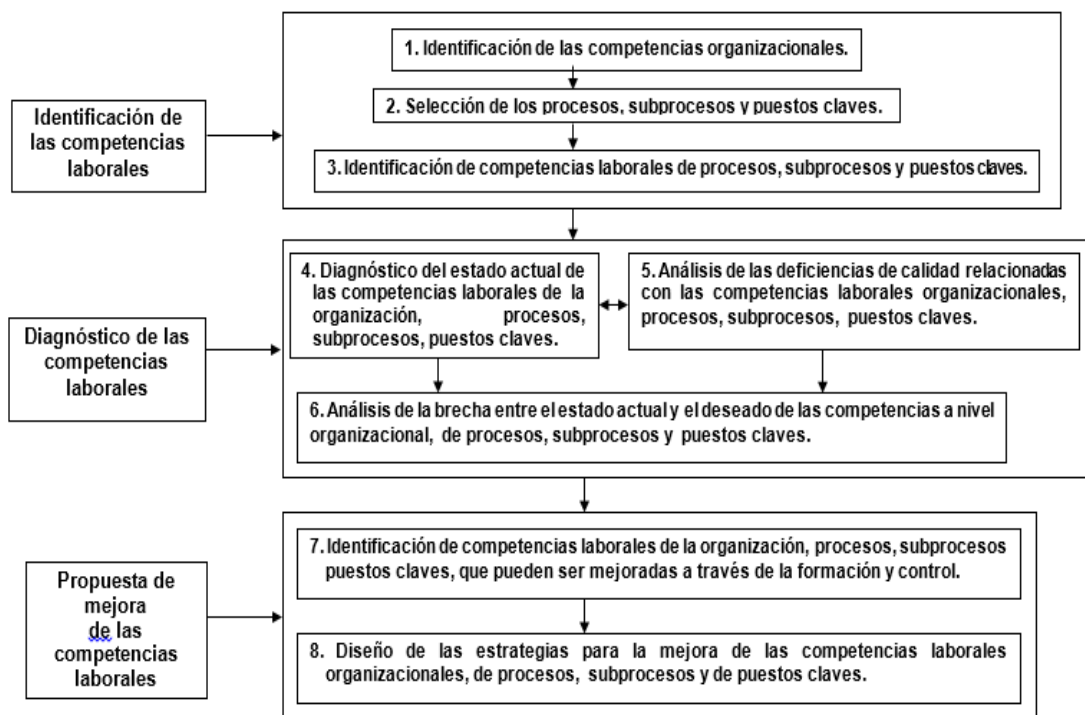 1. Identificación de las competencias organizacionales.
2. Selección de los procesos, subprocesos y puestos claves.
Identificación de
las competencias
laborales
3. Identificación de competencias laborales de procesos, subprocesos y puestos claves.
4. Diagnóstico del estado actual de
las competencias laborales de la
organización, procesos,
subprocesos, puestos claves.
5. Análisis de las deficiencias de calidad relacionadas
con las competencias laborales organizacionales,
procesos, subprocesos, puestos claves.
Diagnóstico de las
competencias
laborales
6. Análisis de la brecha entre el estado actual y el deseado de las competencias a nivel
organizacional, de procesos, subprocesos y puestos claves.
7. Identificación de competencias laborales de la organización, procesos, subprocesos
puestos claves, que pueden ser mejoradas a través de la formación y control.
Propuesta de
mejora
de las
competencias
laborales
8. Diseño de las estrategias para la mejora de las competencias laborales
organizacionales, de procesos, subprocesos y de puestos claves.